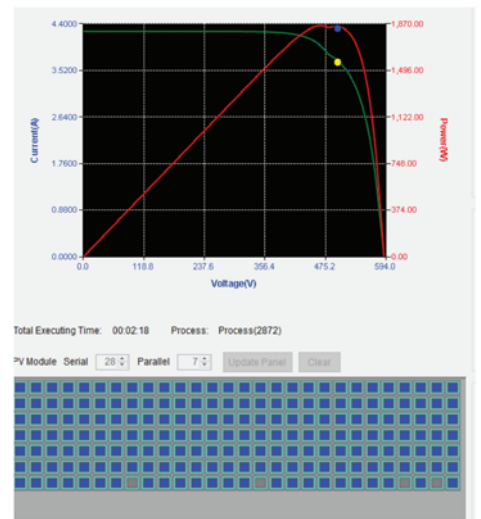 4.4000
3.5200
2.6400
1.7600
0.8800
0.0000
Current(A)
1,870.00
1,496.00
1,122.00
748.00
374.00
0.00
Power(W)
0.0 118.8 237.6 356.4 475.2 594.0
Voltage(V)
Total Executing Time: 00:02:18 Process: Process(2872)
PV Module Serial 28 Parallel 7 Update Panel Clear